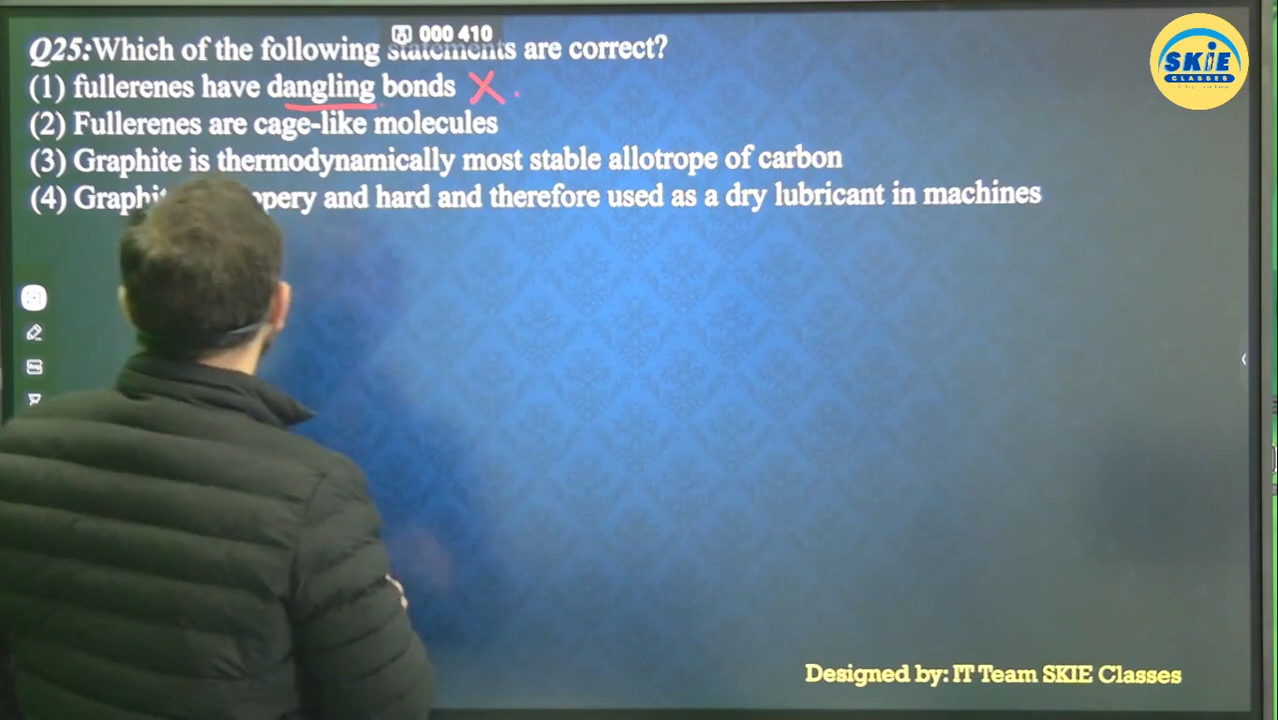 000 410
Q25:Which of the following statements are correct?
(1) fullerenes have dangling bonds X
(2) Fullerenes are cage-like molecules
(3) Graphite is thermodynamically most stable allotrope of carbon
(4) and hard and therefore used as a dry lubricant in machines
SKiE
CLASSES
Designed by: IT Team SKIE Classes